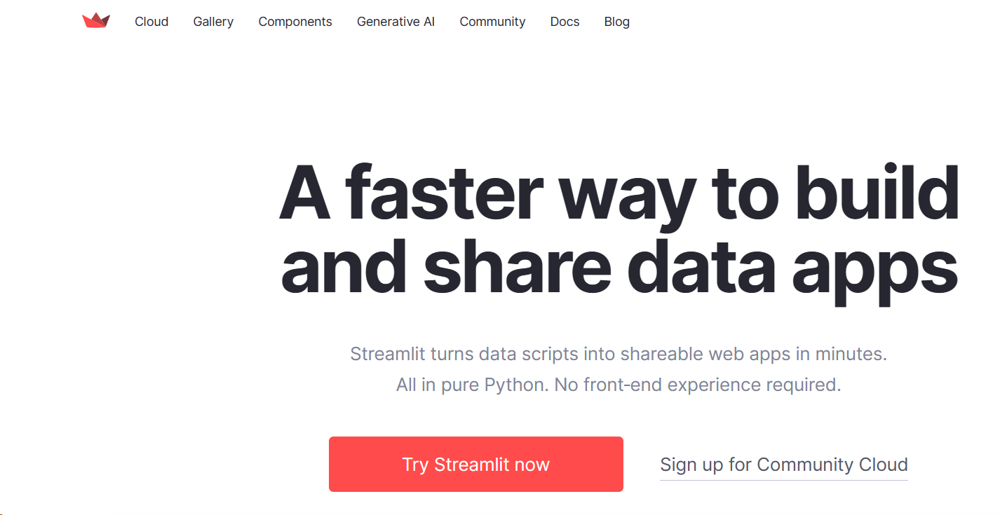 Cloud Gallery Components Generative AI Community Docs Blog
A faster way to build
and share data apps
Streamlit turns data scripts into shareable web apps in minutes.
All in pure Python. No front-end experience required.
Try Streamlit now Sign up for Community Cloud